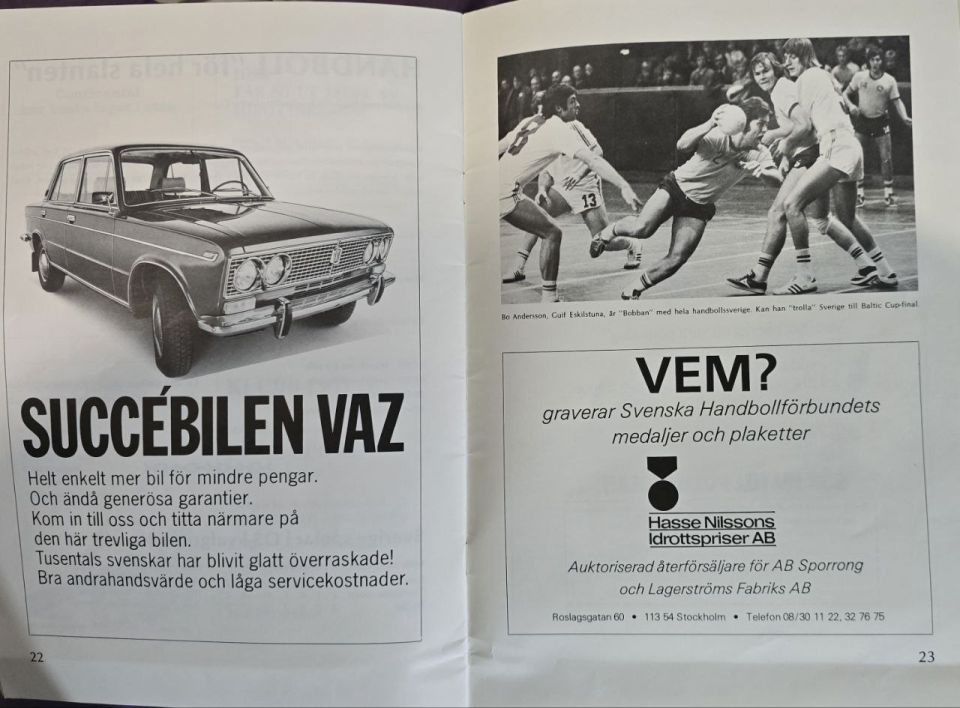 SUCCÉBILEN VAZ
Helt enkelt mer bil för mindre pengar.
Och ändå generösa garantier.
Kom in till oss och titta närmare på
den här trevliga bilen.
Tusentals svenskar har blivit glatt överraskade!
Bra andrahandsvärde och låga servicekostnader.
22
13
Bo Andersson, Guif Eskilstuna, är "Bobban" med hela handbollssverige. Kan han "trolla" Sverige till Baltic Cup-final.
VEM?
graverar Svenska Handbollförbundets
medaljer och plaketter
Hasse Nilssons
Idrottspriser AB
Auktoriserad återförsäljare för AB Sporrong
och Lagerströms Fabriks AB
Roslagsgatan 60 • 113 54 Stockholm • Telefon 08/30 11 22, 32 76 75
23